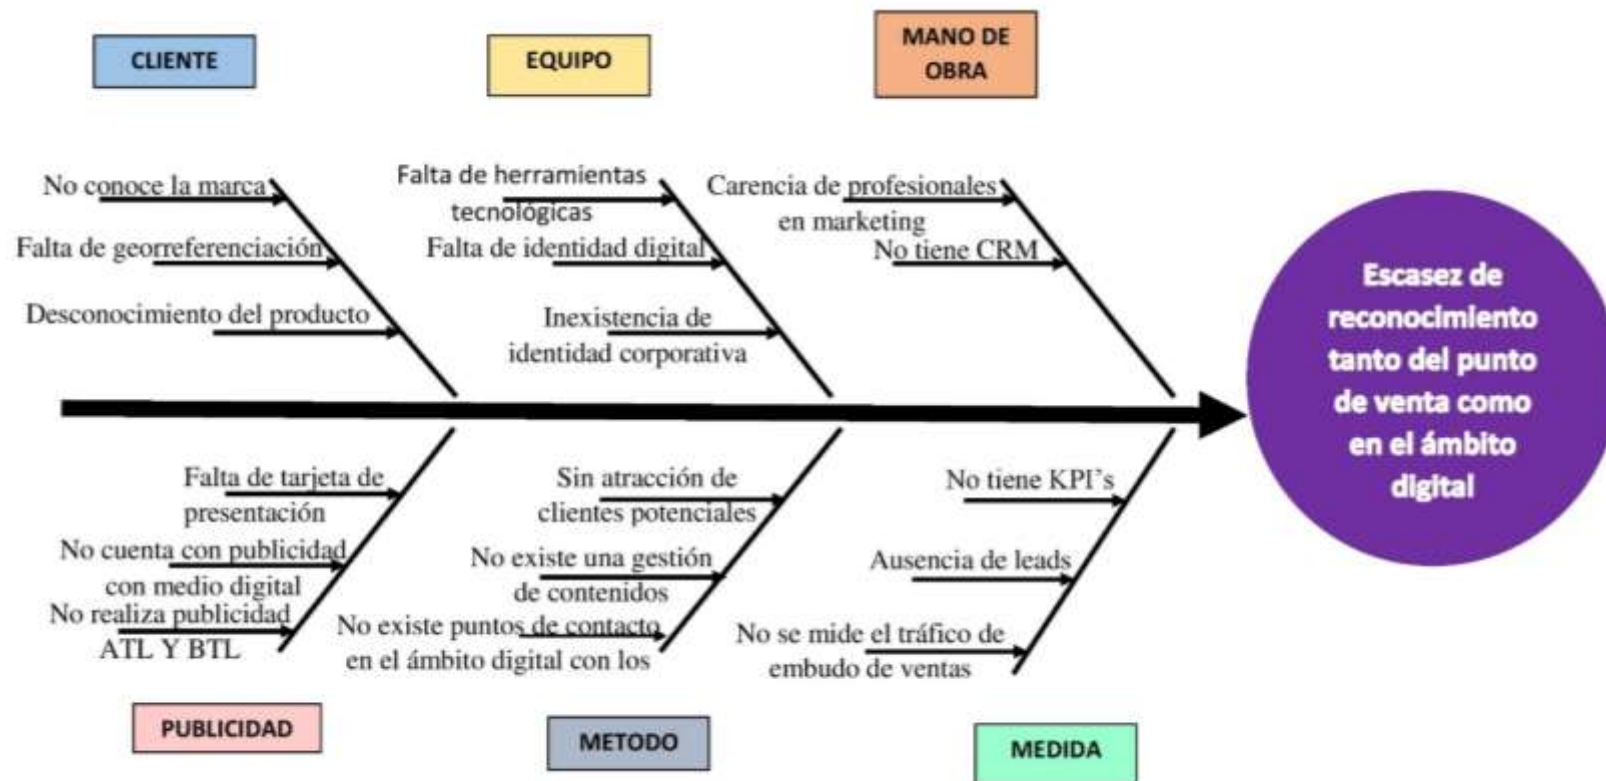 CLIENTE
EQUIPO
MANO DE
OBRA
No conoce la marca
Falta de georreferenciación
Desconocimiento del producto
Falta de herramientas
tecnológicas
Falta de identidad digital
Inexistencia de
identidad corporativa
Carencia de profesionales
en marketing
No tiene CRM
Escasez de
reconocimiento
tanto del punto
de venta como
en el ámbito
digital
Falta de tarjeta de
presentación
No cuenta con publicidad
con medio digital
No realiza publicidad
ATL Y BTL
Sin atracción de
clientes potenciales
No existe una gestión
de contenidos
No existe puntos de contacto
en el ámbito digital con los
No tiene KPI's
Ausencia de leads
No se mide el tráfico de
embudo de ventas
PUBLICIDAD
METODO
MEDIDA